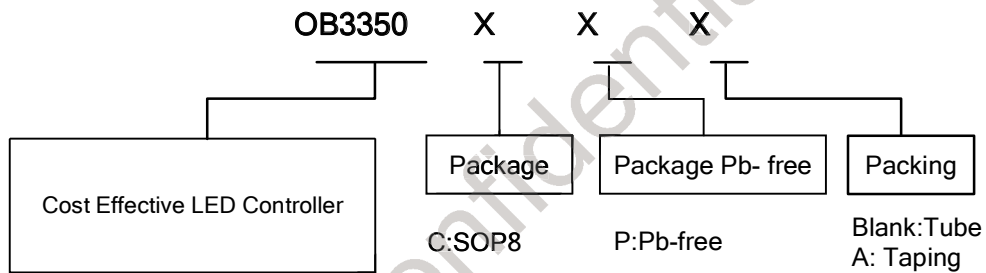 OB3350 X X X
Cost Effective LED Controller
Package
Package Pb- free
Packing
C:SOP8
P:Pb-free
Blank:Tube
A: Taping